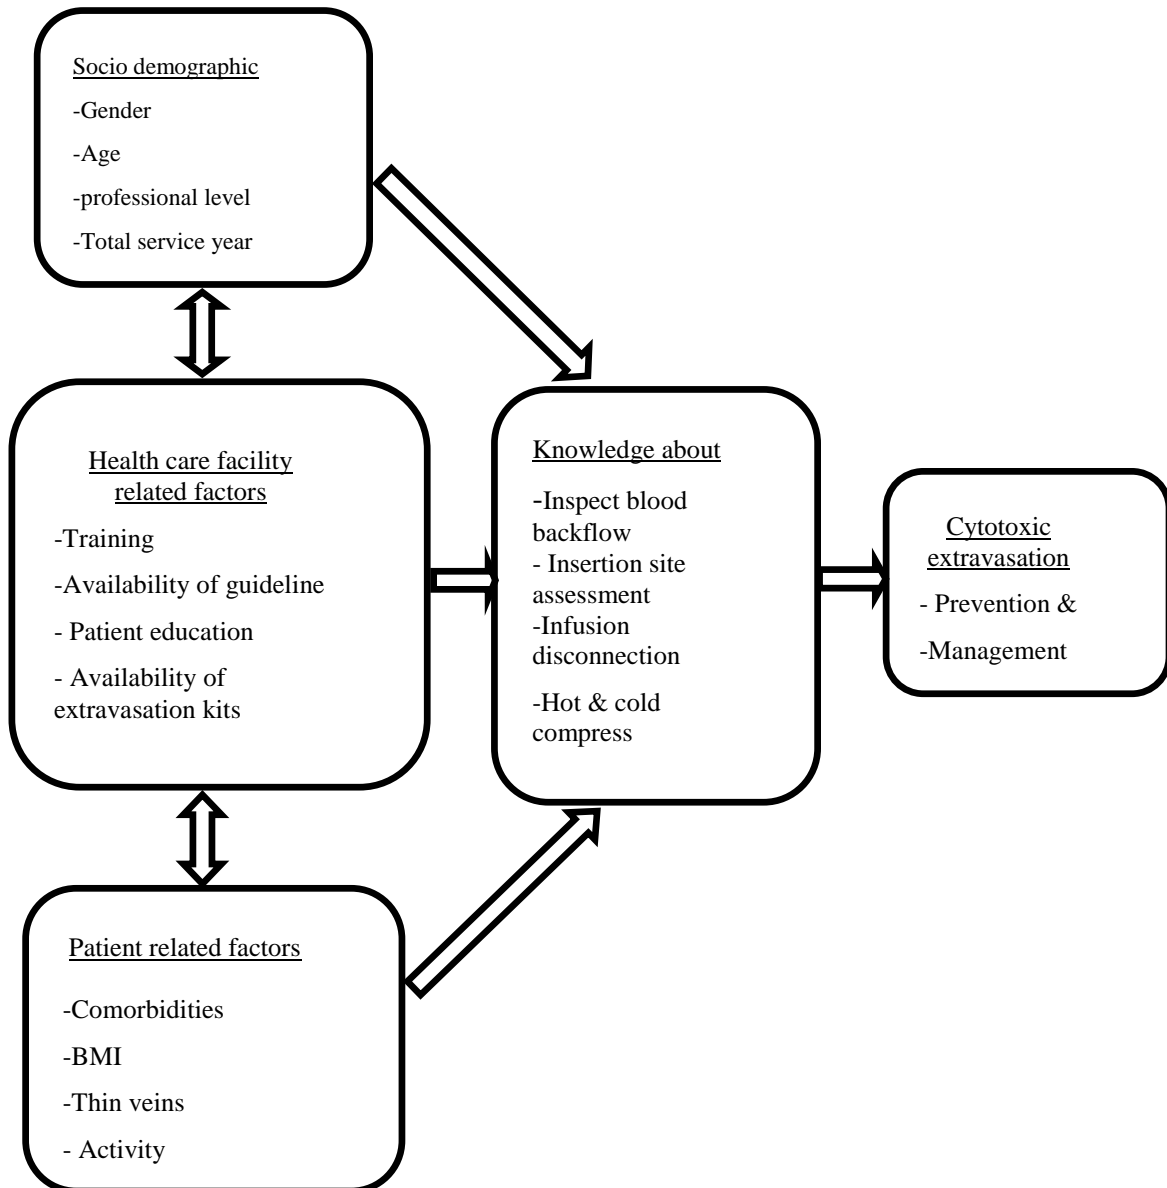 Socio demographic
-Gender
-Age
-professional level
-Total service year
Health care facility
related factors
-Training
-Availability of guideline
- Patient education
- Availability of
extravasation kits
Patient related factors
-Comorbidities
-BMI
-Thin veins
- Activity
Knowledge about
-Inspect blood
backflow
- Insertion site
assessment
-Infusion
disconnection
-Hot & cold
compress
Cytotoxic
extravasation
- Prevention &
-Management